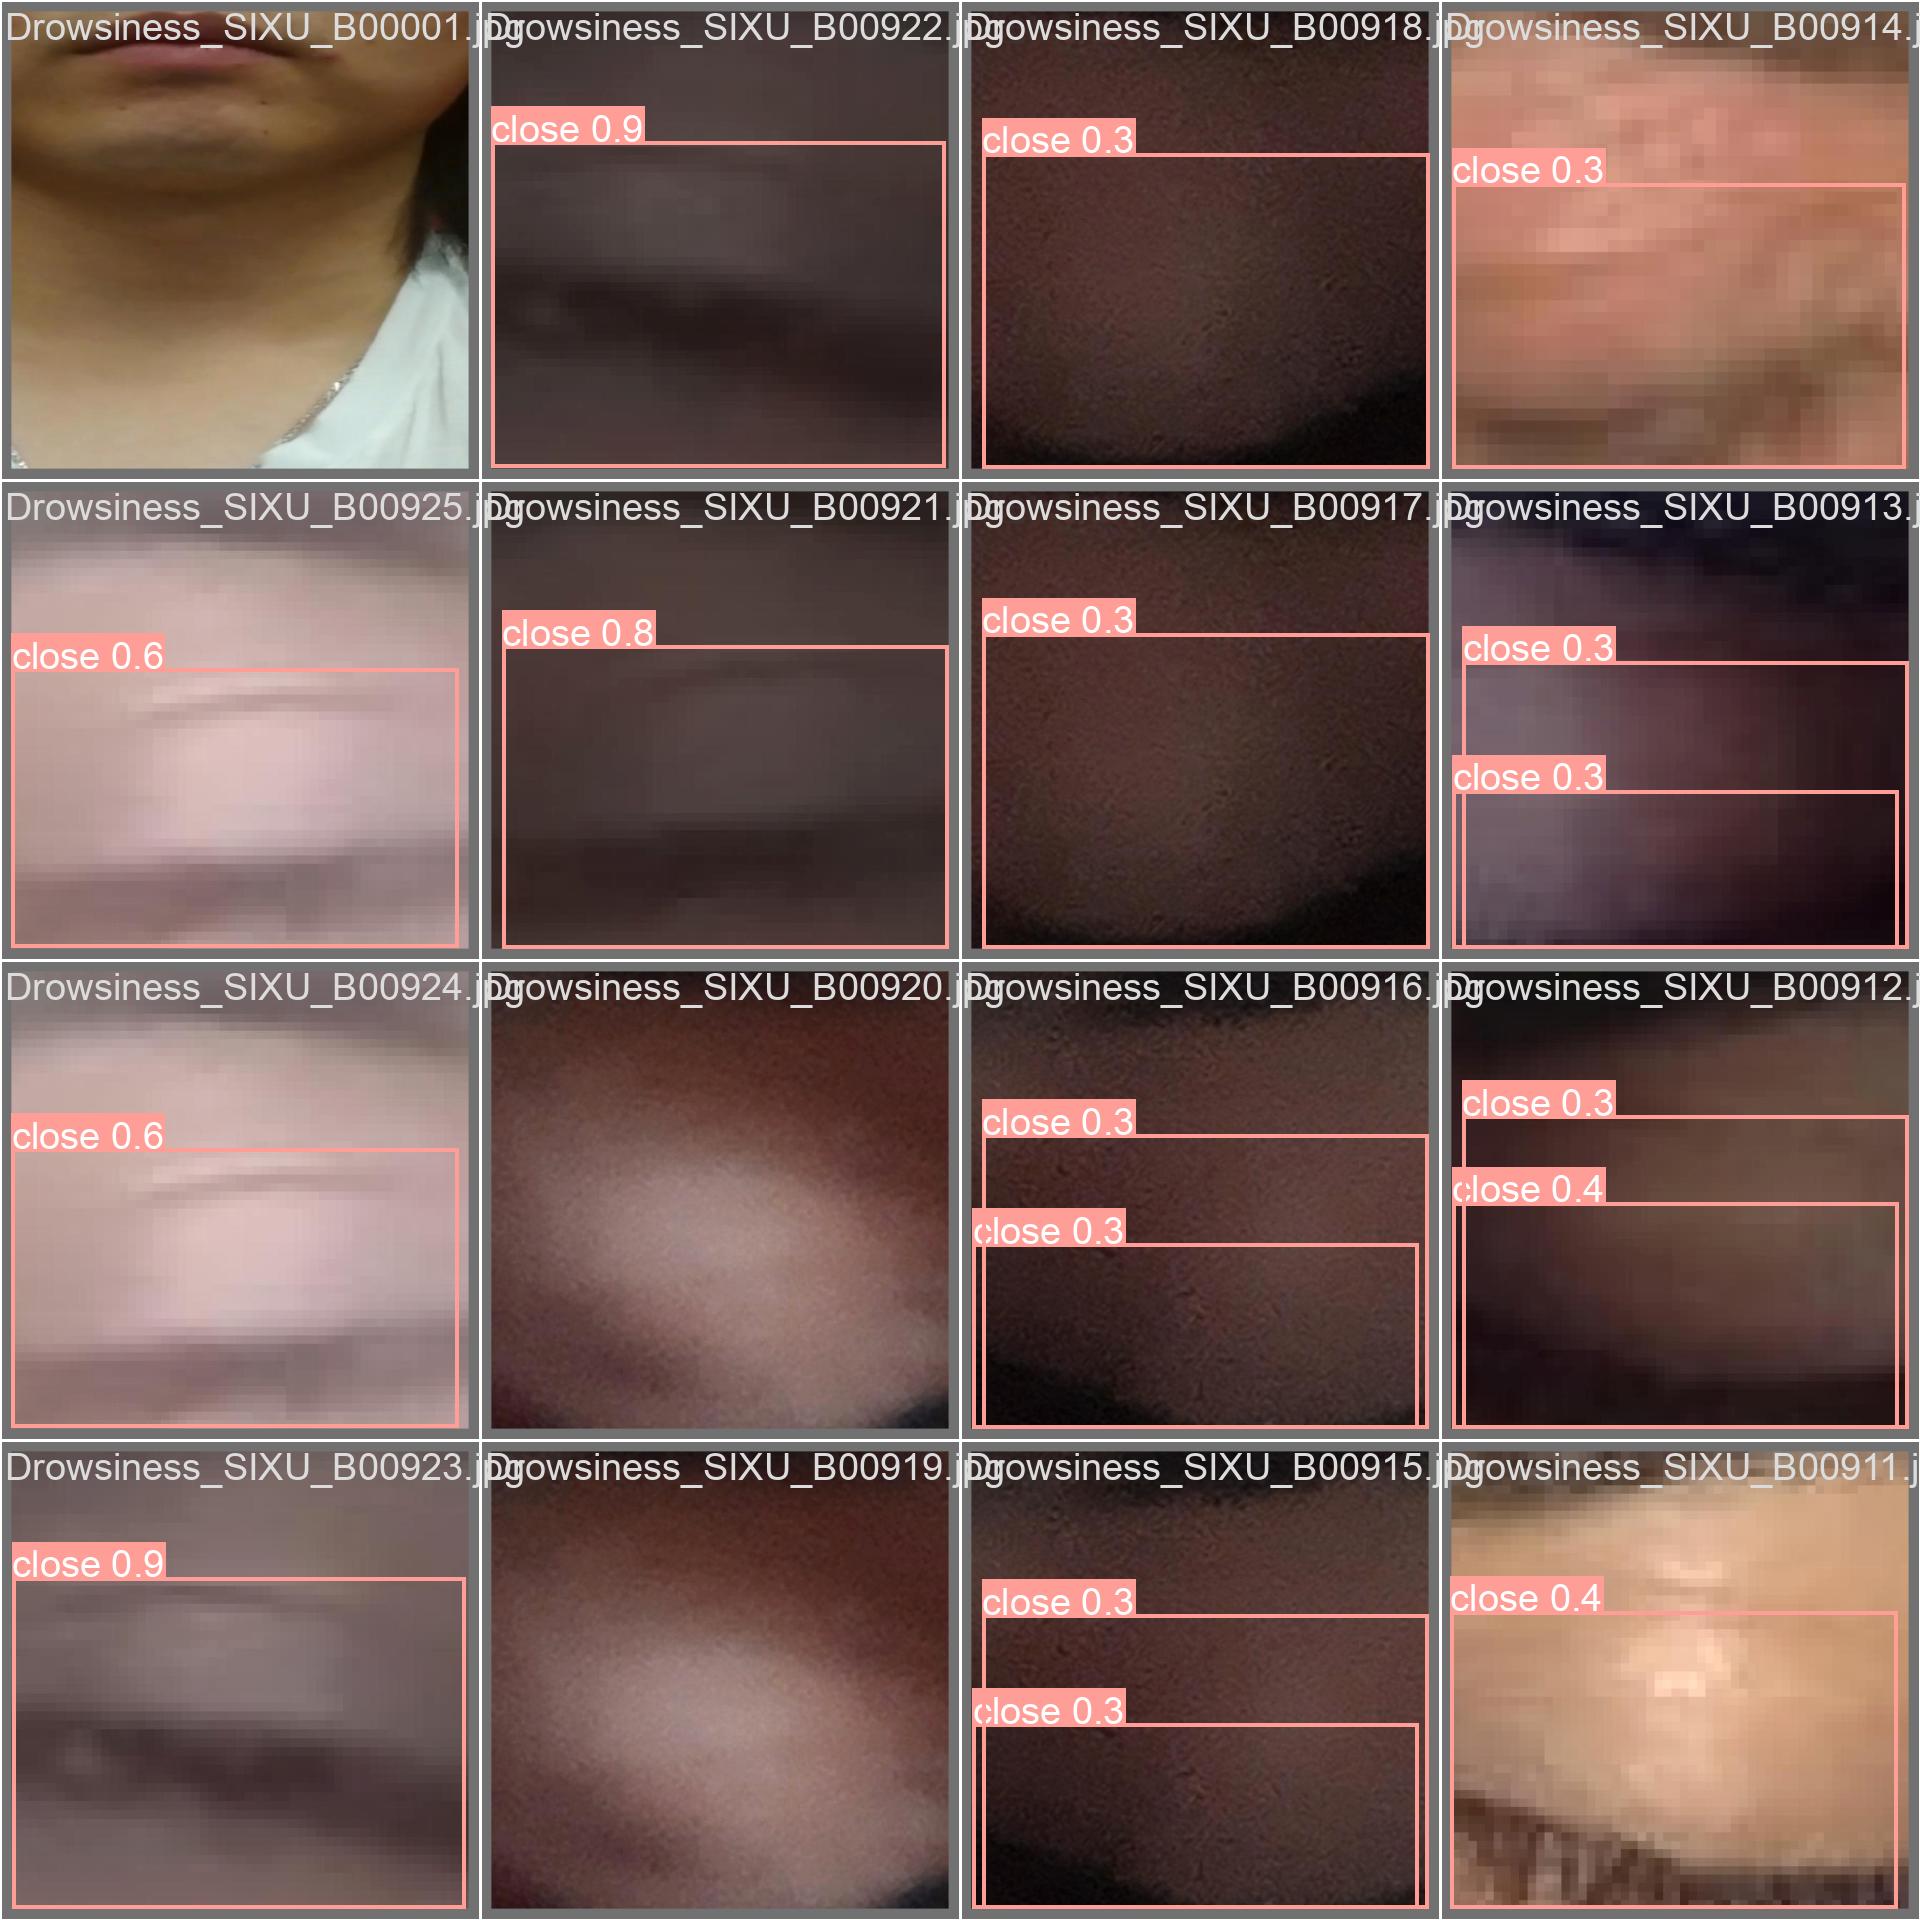 Drowsiness_SIXU_B00001.jpg
Drowsiness_SIXU_B00922.jpg
close 0.9
Drowsiness_SIXU_B00918.jpg
close 0.3
Drowsiness_SIXU_B00914.j
close 0.3
Drowsiness_SIXU_B00925.jpg
close 0.6
Drowsiness_SIXU_B00921.jpg
close 0.8
Drowsiness_SIXU_B00917.jpg
close 0.3
Drowsiness_SIXU_B00913.j
close 0.3
close 0.3
Drowsiness_SIXU_B00924.jpg
close 0.6
Drowsiness_SIXU_B00920.jpg
Drowsiness_SIXU_B00916.jpg
close 0.3
close 0.3
Drowsiness_SIXU_B00912.j
close 0.3
close 0.4
Drowsiness_SIXU_B00923.jpg
close 0.9
Drowsiness_SIXU_B00919.jpg
Drowsiness_SIXU_B00915.jpg
close 0.3
close 0.3
Drowsiness_SIXU_B00911.j
close 0.4